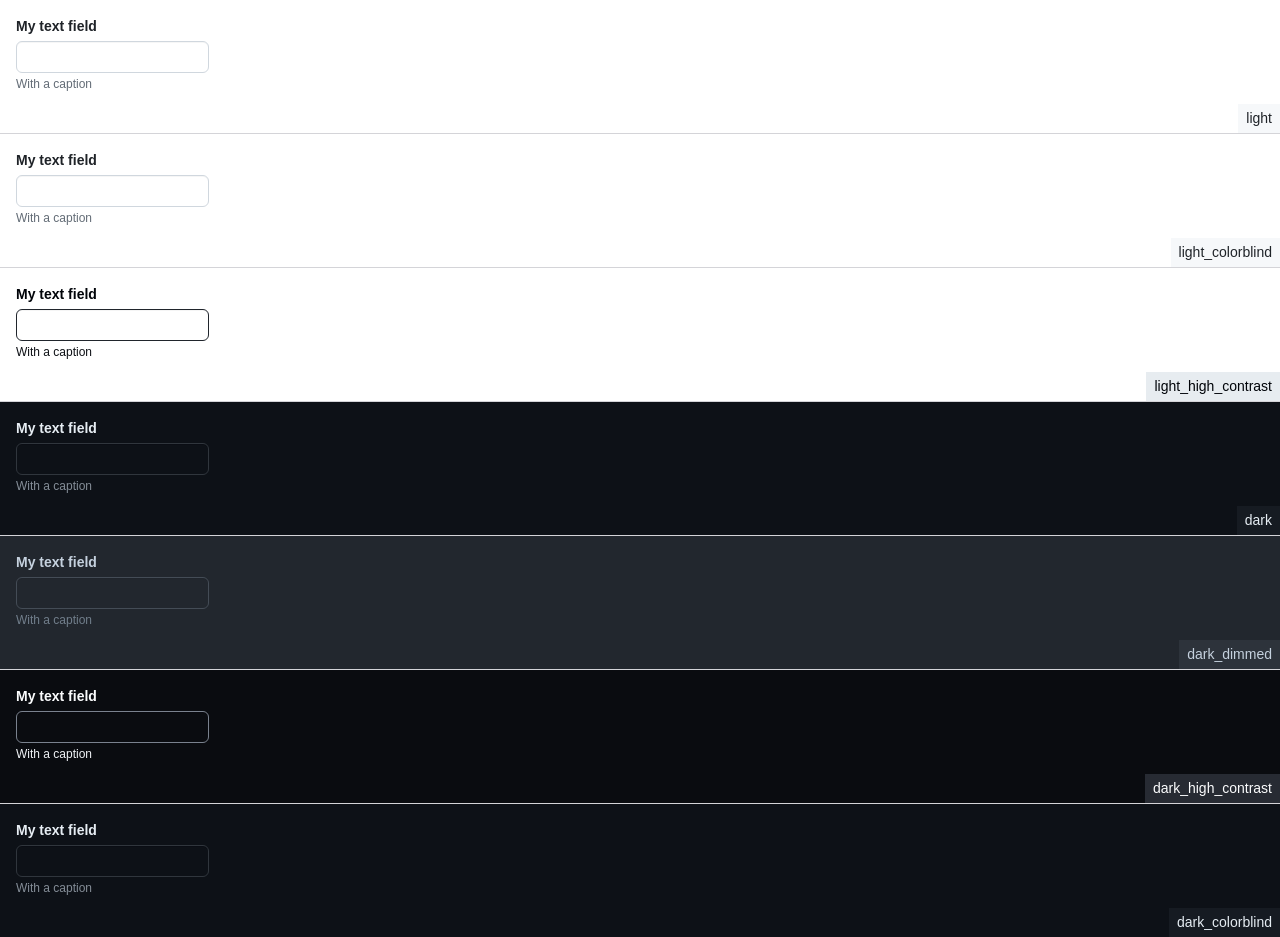 My text field
With a caption
light
My text field
With a caption
light_colorblind
My text field
With a caption
light_high_contrast
My text field
With a caption
dark
My text field
With a caption
dark_dimmed
My text field
With a caption
dark_high_contrast
My text field
With a caption
dark_colorblind